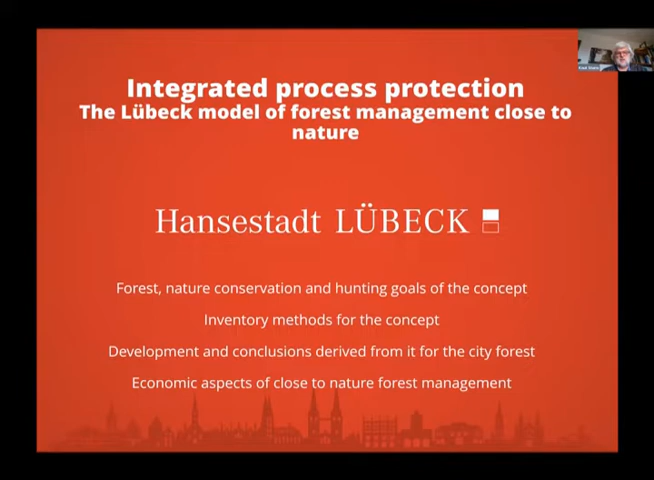 Integrated process protection
The Lübeck model of forest management close to
nature
Hansestadt LÜBECK
Forest, nature conservation and hunting goals of the concept
Inventory methods for the concept
Development and conclusions derived from it for the city forest
Economic aspects of close to nature forest management